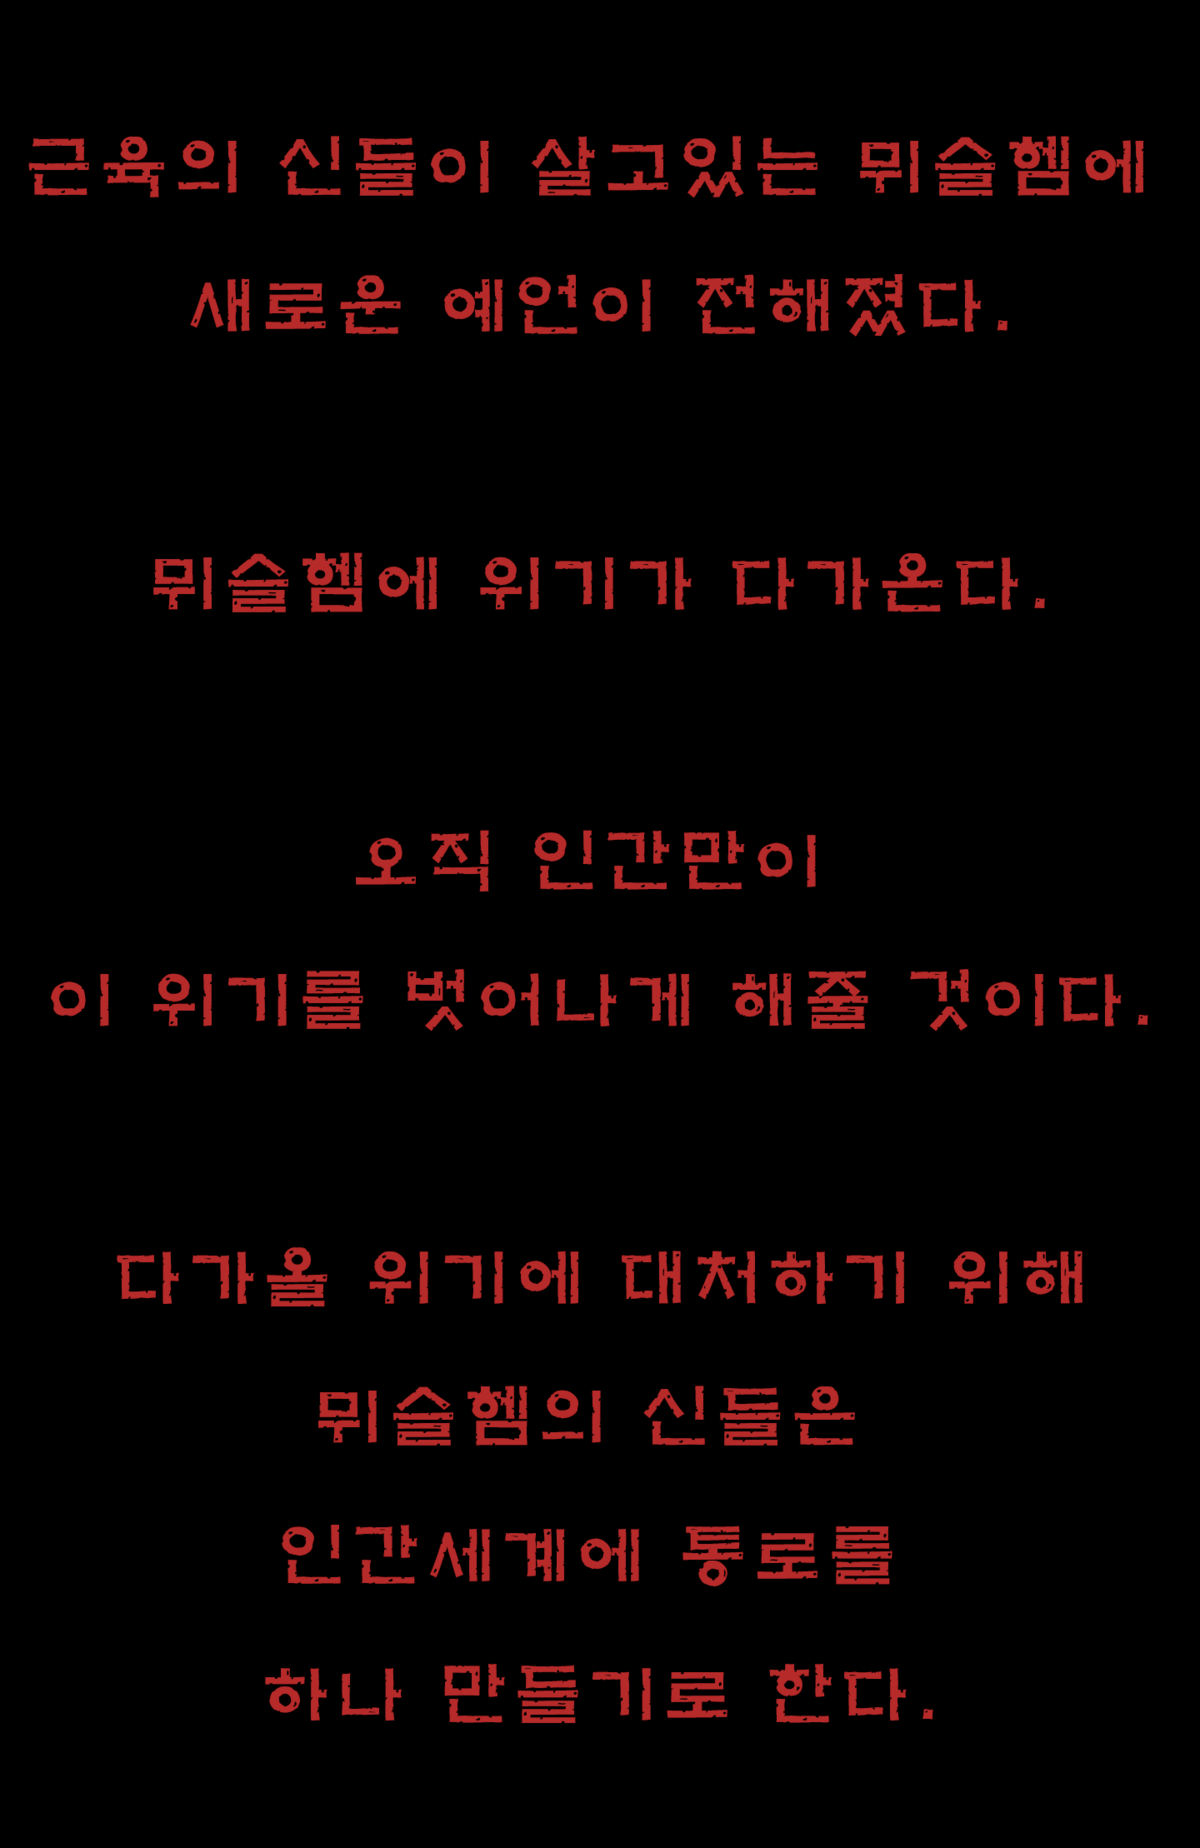 근육의 신들이 살고있는 뮈슬헴에
새로운 예언이 전해졌다.
뮈슬헴에 위기가 다가온다.
오직 인간만이
이 위기를 벗어나게 해줄 것이다.
다가올 위기에 대처하기 위해
뮈슬헴의 신들은
인간세계에 통로를
하나 만들기로 한다.